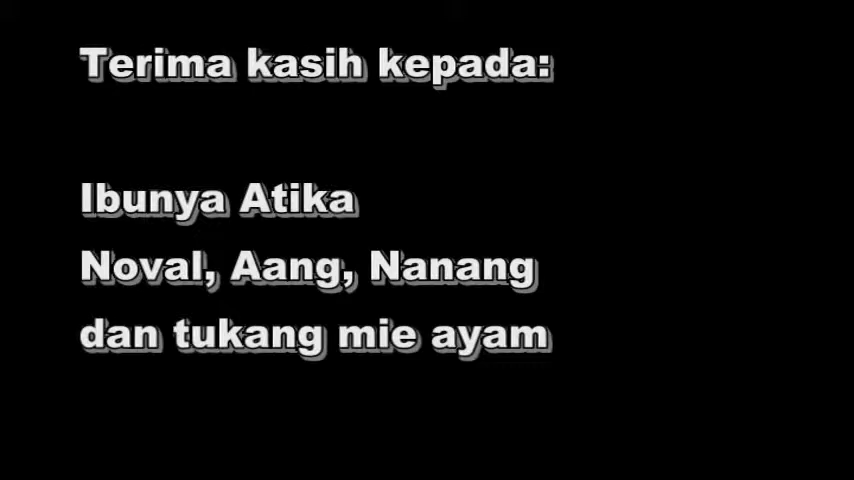 Terima kasih kepada:
Ibunya Atika
Noval, Aang, Nanang
dan tukang mie ayam